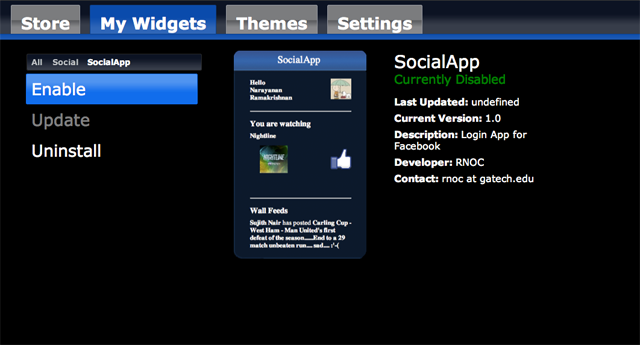 Store My Widgets Themes Settings
All Social SocialApp
Enable
Update
Uninstall
SocialApp
Hello
Narayanan
Ramakrishnan
You are watching
Nightline
NIGHTLINE
Wall Feeds
Sujith Nair has posted Carling Cup -
West Ham - Man United's first
defeat of the season......End to a 29
match unbeaten run.... sad.... :'-(
SocialApp
Currently Disabled
Last Updated: undefined
Current Version: 1.0
Description: Login App for
Facebook
Developer: RNOC
Contact: rnoc at gatech.edu